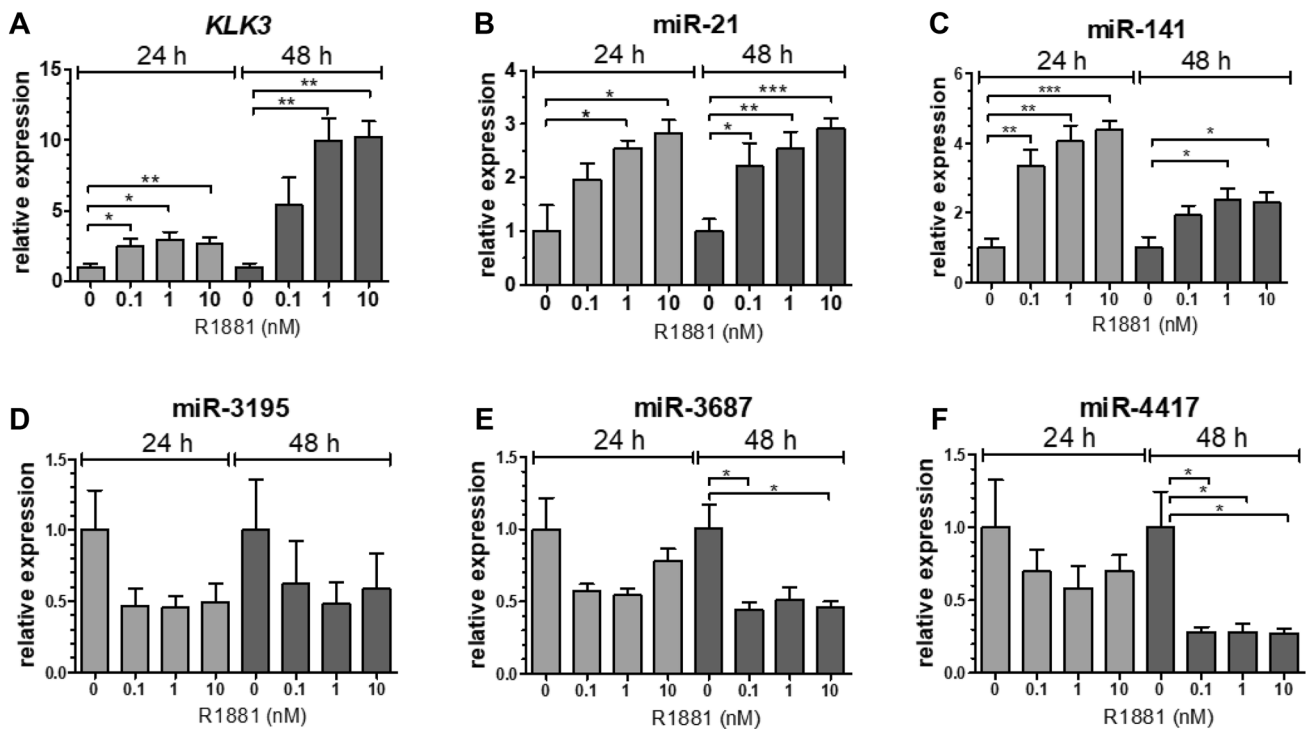 A
KLK3
24 h 48 h
** 
**
**
*
*
relative expression
15
10
5
0
0 0.1 1 10 0 0.1 1 10
R1881 (nM)
B
miR-21
24 h 48 h
*
*
***
**
*
relative expression
4
3
2
1
0
0 0.1 1 10 0 0.1 1 10
R1881 (nM)
C
miR-141
24 h 48 h
***
**
**
*
*
relative expression
6
4
2
0
0 0.1 1 10 0 0.1 1 10
R1881 (nM)
D
miR-3195
24 h 48 h
relative expression
1.5
1.0
0.5
0.0
0 0.1 1 10 0 0.1 1 10
R1881 (nM)
E
miR-3687
24 h 48 h
*
*
relative expression
1.5
1.0
0.5
0.0
0 0.1 1 10 0 0.1 1 10
R1881 (nM)
F
miR-4417
24 h 48 h
*
*
*
relative expression
1.5
1.0
0.5
0.0
0 0.1 1 10 0 0.1 1 10
R1881 (nM)